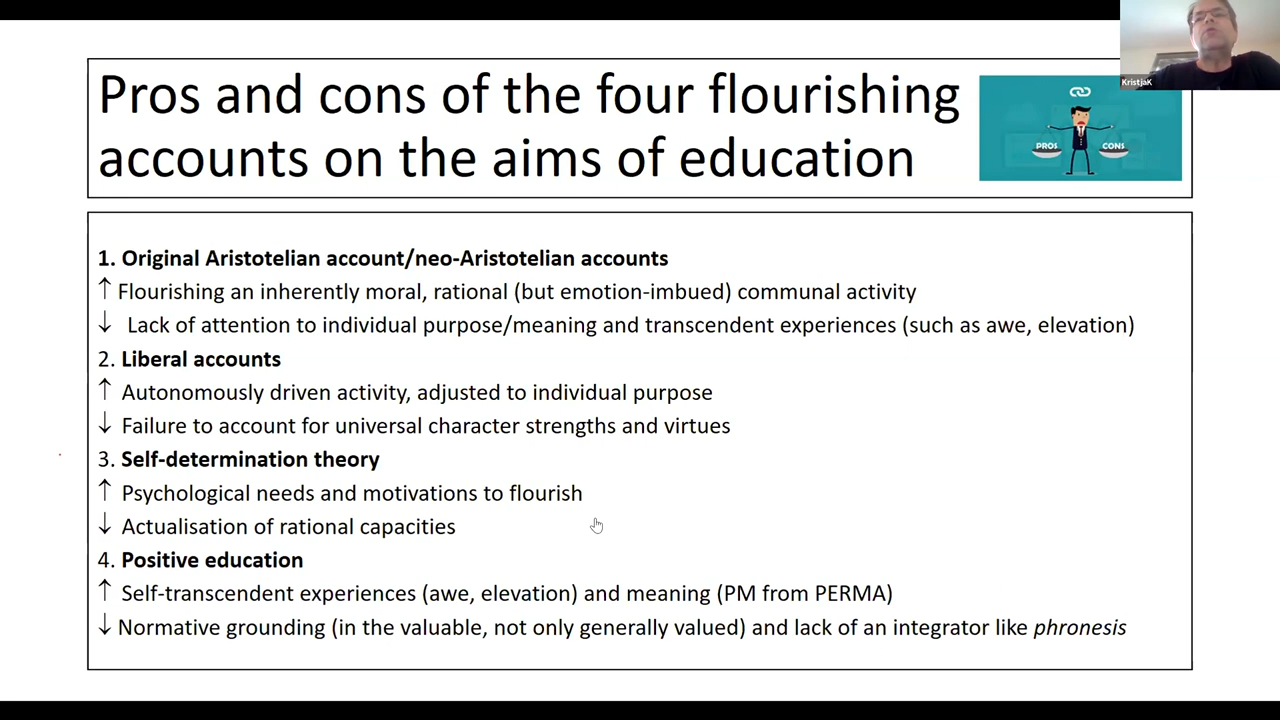 Pros and cons of the four flourishing
accounts on the aims of education
PROS
CONS
KristjaK
1. Original Aristotelian account/neo-Aristotelian accounts
↑ Flourishing an inherently moral, rational (but emotion-imbued) communal activity
↓ Lack of attention to individual purpose/meaning and transcendent experiences (such as awe, elevation)
2. Liberal accounts
↑ Autonomously driven activity, adjusted to individual purpose
↓ Failure to account for universal character strengths and virtues
3. Self-determination theory
↑ Psychological needs and motivations to flourish
↓ Actualisation of rational capacities
4. Positive education
↑ Self-transcendent experiences (awe, elevation) and meaning (PM from PERMA)
↓ Normative grounding (in the valuable, not only generally valued) and lack of an integrator like phronesis